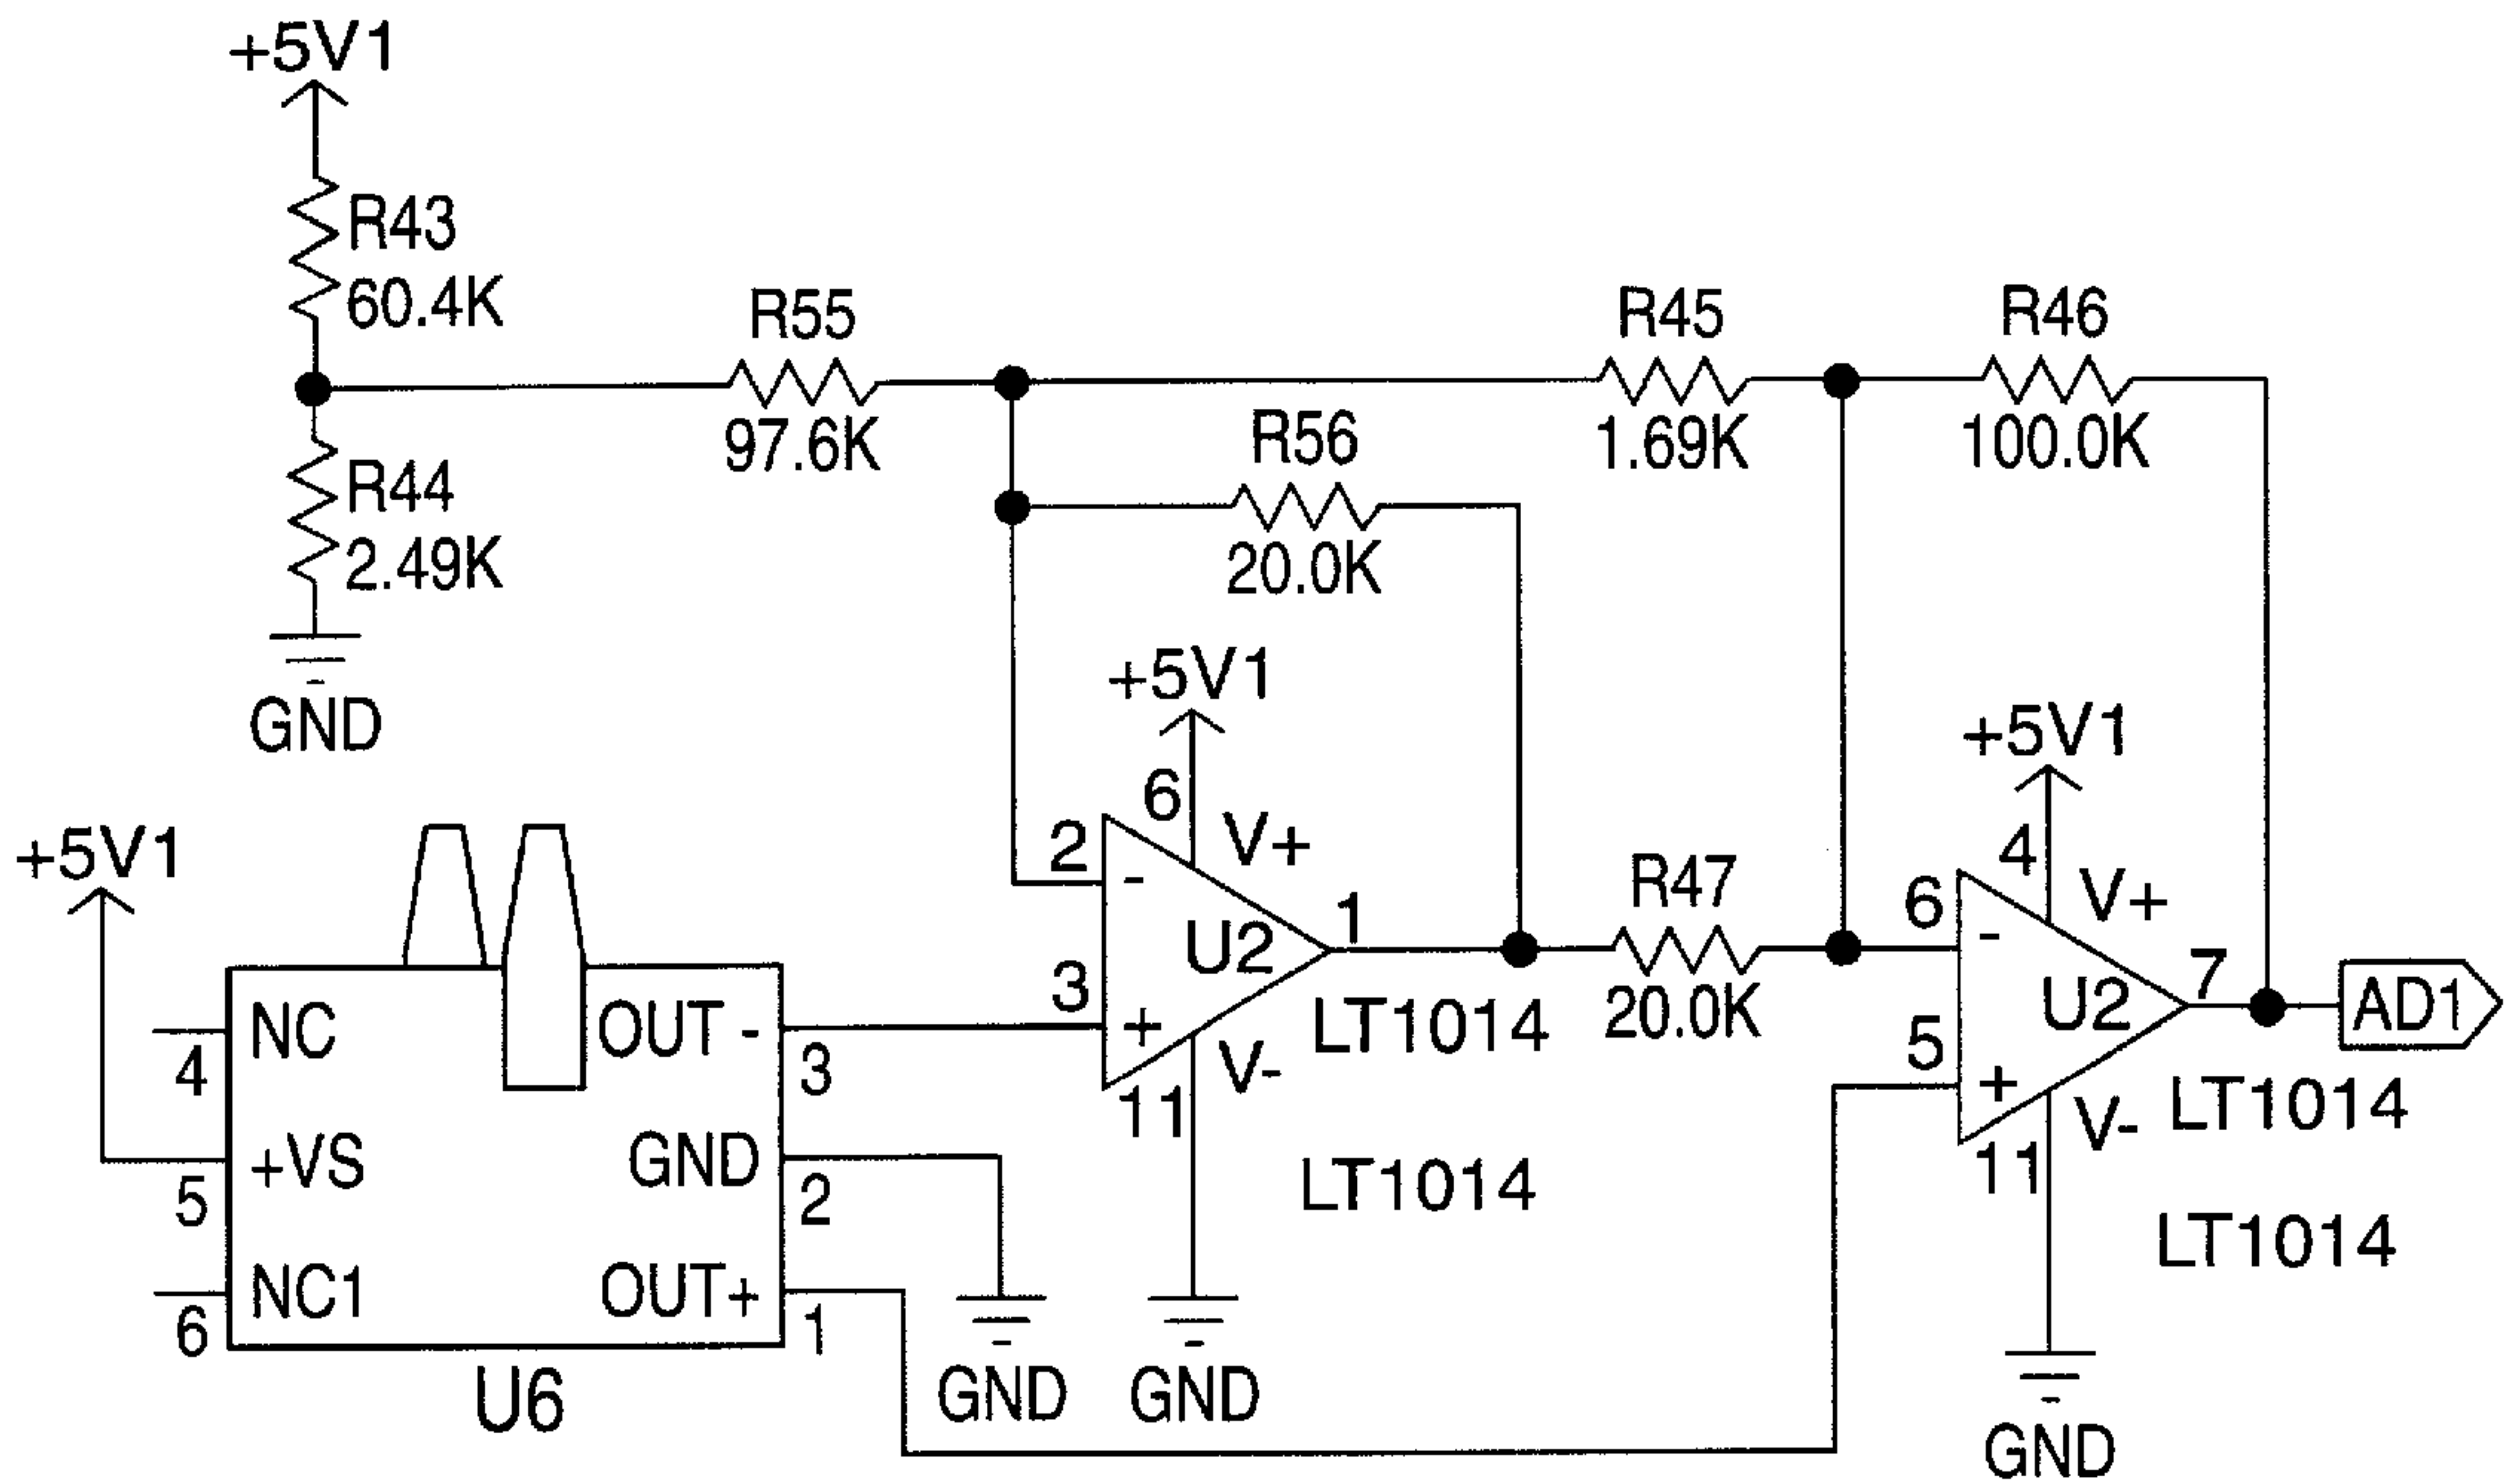 +5V1
R43
60.4K
R55
97.6K
R45
1.69K
R46
100.0K
R56
20.0K
R44
2.49K
GND
+5V1
6
V+
2
-
U2
1
3
+
V-
11
LT1014
LT1014
GND
R47
20.0K
+5V1
4
V+
6
-
U2
7
5
+
V-
11
LT1014
LT1014
GND
AD1
+5V1
NC
OUT -
4
3
+VS
GND
5
2
NC1
OUT+
6
1
U6
GND